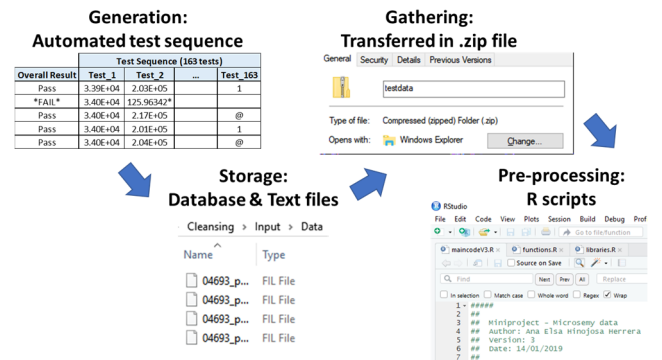 Generation:
Automated test sequence
Test Sequence (163 tests)
Overall Result Test_1 Test_2 ... Test_163
Pass 3.39E+04 2.03E+05 1
*FAIL* 3.40E+04 125.96342*
Pass 3.40E+04 2.17E+05 @
Pass 3.40E+04 2.01E+05 1
Pass 3.40E+04 2.04E+05 @
Gathering:
Transferred in .zip file
General Security Details Previous Versions
testdata
Type of file: Compressed (zipped) Folder (.zip)
Opens with: Windows Explorer Change...
Storage:
Database & Text files
Cleansing > Input > Data
Name Type
04693_p... FIL File
04693_p... FIL File
04693_p... FIL File
04693_p... FIL File
Pre-processing:
R scripts
RStudio
File Edit Code View Plots Session Build Debug Prof
Go to file/function
maincodeV3.R functions.R libraries.R
Source on Save
Find Next Prev All Replace
In selection Match case Whole word Regex Wrap
1 #####
2 ##
3 ## Miniproject - Microsemy data
4 ## Author: Ana Elsa Hinojosa Herrera
5 ## Version: 3
6 ## Date: 14/01/2019
7 ##